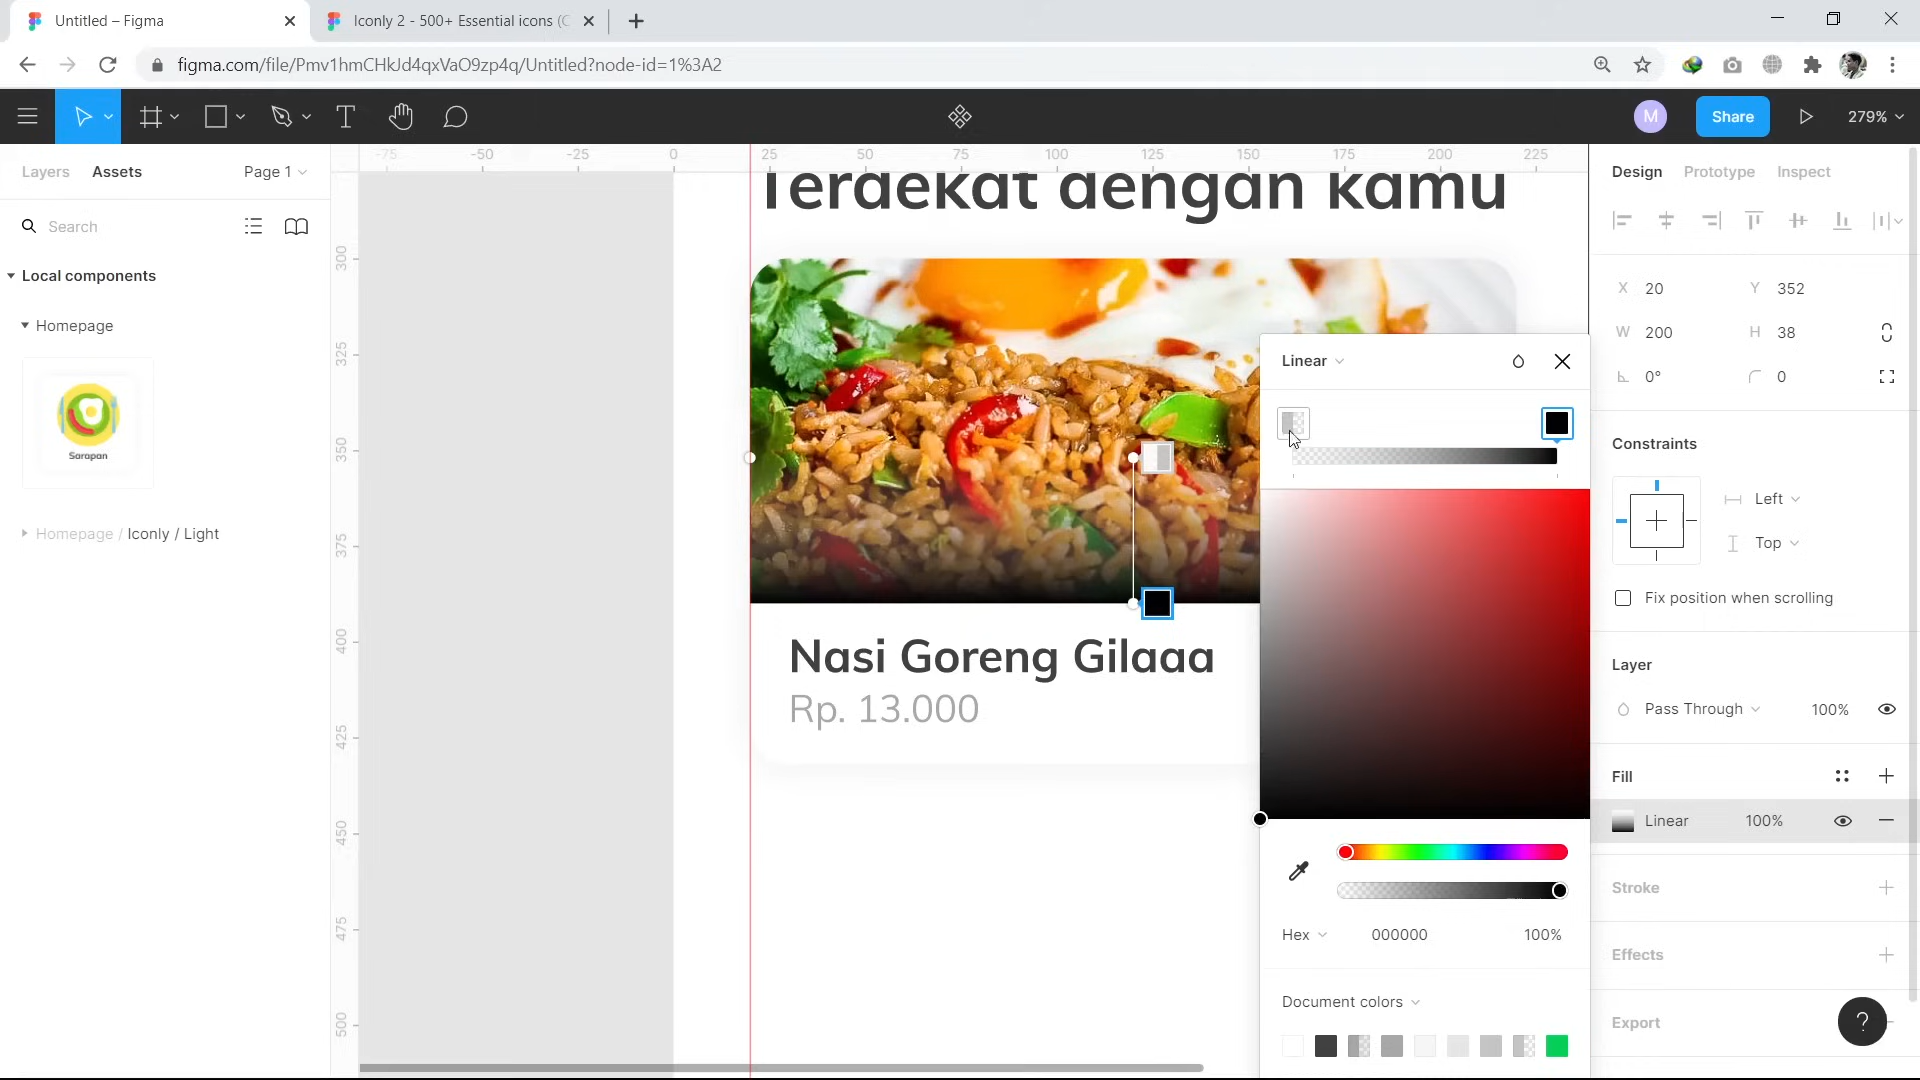 Untitled – Figma
Iconly 2 - 500+ Essential icons (C
figma.com/file/Pmv1hmCHkJd4qxVaO9zp4q/Untitled?node-id=1%3A2
M
Share
279%
Layers
Assets
Page 1
Search
Local components
Homepage
Sarapan
Homepage / Iconly / Light
-75
-50
-25
0
25
50
75
100
125
150
175
200
225
300
325
350
375
400
425
450
475
500
Terdekat dengan kamu
Nasi Goreng Gilaaa
Rp. 13.000
Linear
Hex
000000
100%
Document colors
Design
Prototype
Inspect
X 20
Y 352
W 200
H 38
0°
0
Constraints
Left
Top
Fix position when scrolling
Layer
Pass Through
100%
Fill
Linear
100%
Stroke
Effects
Export
?